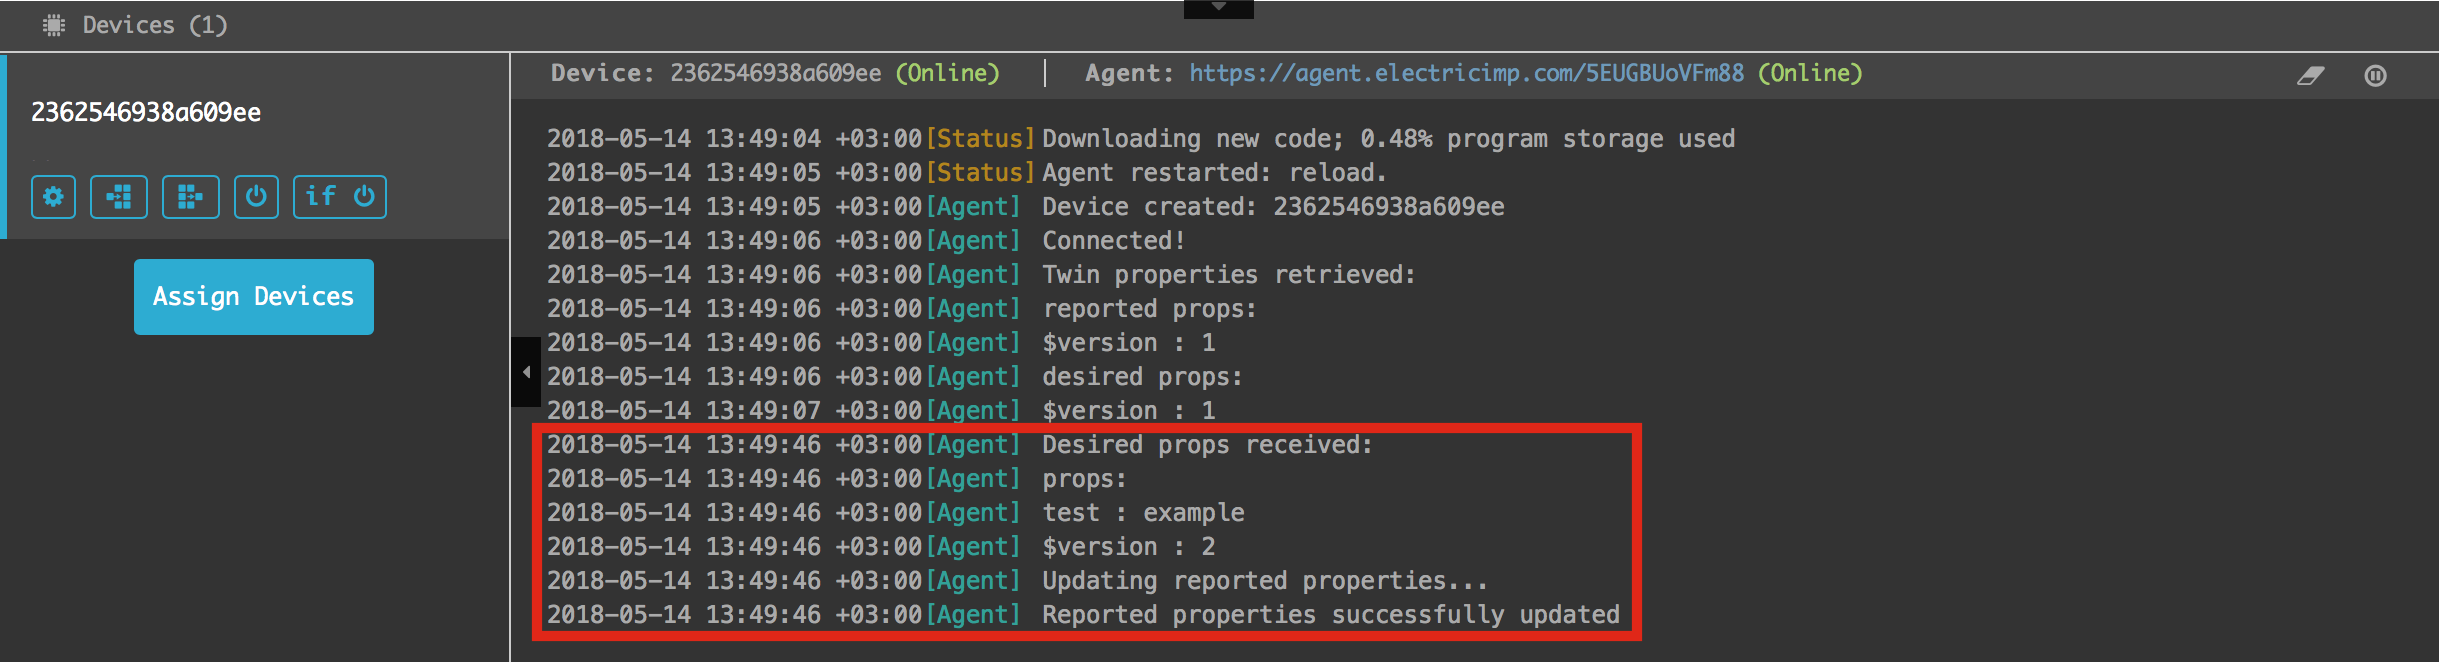 Devices (1)
2362546938a609ee
if
Assign Devices
Device: 2362546938a609ee (Online) | Agent: https://agent.electricimp.com/5EUGBUoVFm88 (Online)
2018-05-14 13:49:04 +03:00[Status] Downloading new code; 0.48% program storage used
2018-05-14 13:49:05 +03:00[Status] Agent restarted: reload.
2018-05-14 13:49:05 +03:00[Agent] Device created: 2362546938a609ee
2018-05-14 13:49:06 +03:00[Agent] Connected!
2018-05-14 13:49:06 +03:00[Agent] Twin properties retrieved:
2018-05-14 13:49:06 +03:00[Agent] reported props:
2018-05-14 13:49:06 +03:00[Agent] $version : 1
2018-05-14 13:49:06 +03:00[Agent] desired props:
2018-05-14 13:49:07 +03:00[Agent] $version : 1
2018-05-14 13:49:46 +03:00[Agent] Desired props received:
2018-05-14 13:49:46 +03:00[Agent] props:
2018-05-14 13:49:46 +03:00[Agent] test : example
2018-05-14 13:49:46 +03:00[Agent] $version : 2
2018-05-14 13:49:46 +03:00[Agent] Updating reported properties...
2018-05-14 13:49:46 +03:00[Agent] Reported properties successfully updated